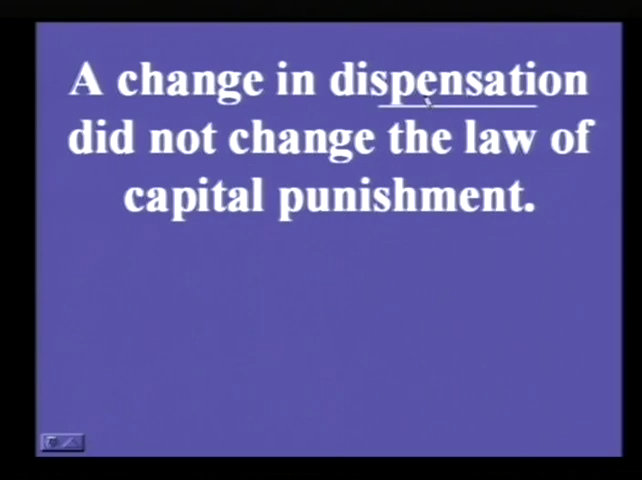 A change in dispensation
did not change the law of
capital punishment.